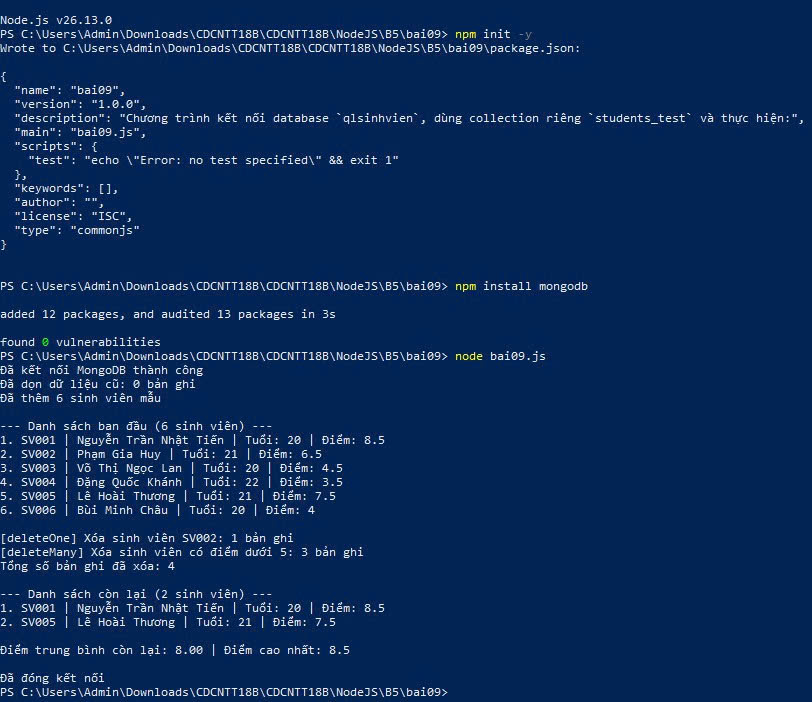 Node.js v26.13.0
PS C:\Users\Admin\Downloads\CDCNTT18B\CDCNTT18B\NodeJS\B5\bai09> npm init -y
Wrote to C:\Users\Admin\Downloads\CDCNTT18B\CDCNTT18B\NodeJS\B5\bai09\package.json:
{
"name": "bai09",
"version": "1.0.0",
"description": "Chương trình kết nối database `qlsinhvien`, dùng collection riêng `students_test` và thực hiện:",
"main": "bai09.js",
"scripts": {
"test": "echo \"Error: no test specified\" && exit 1"
},
"keywords": [],
"author": "",
"license": "ISC",
"type": "commonjs"
}
PS C:\Users\Admin\Downloads\CDCNTT18B\CDCNTT18B\NodeJS\B5\bai09> npm install mongodb
added 12 packages, and audited 13 packages in 3s
found 0 vulnerabilities
PS C:\Users\Admin\Downloads\CDCNTT18B\CDCNTT18B\NodeJS\B5\bai09> node bai09.js
Đã kết nối MongoDB thành công
Đã dọn dữ liệu cũ: 0 bản ghi
Đã thêm 6 sinh viên mẫu
--- Danh sách ban đầu (6 sinh viên) ---
1. SV001 | Nguyễn Trần Nhật Tiến | Tuổi: 20 | Điểm: 8.5
2. SV002 | Phạm Gia Huy | Tuổi: 21 | Điểm: 6.5
3. SV003 | Võ Thị Ngọc Lan | Tuổi: 20 | Điểm: 4.5
4. SV004 | Đặng Quốc Khánh | Tuổi: 22 | Điểm: 3.5
5. SV005 | Lê Hoài Thương | Tuổi: 21 | Điểm: 7.5
6. SV006 | Bùi Minh Châu | Tuổi: 20 | Điểm: 4
[deleteOne] Xóa sinh viên SV002: 1 bản ghi
[deleteMany] Xóa sinh viên có điểm dưới 5: 3 bản ghi
Tổng số bản ghi đã xóa: 4
--- Danh sách còn lại (2 sinh viên) ---
1. SV001 | Nguyễn Trần Nhật Tiến | Tuổi: 20 | Điểm: 8.5
2. SV005 | Lê Hoài Thương | Tuổi: 21 | Điểm: 7.5
Điểm trung bình còn lại: 8.00 | Điểm cao nhất: 8.5
Đã đóng kết nối
PS C:\Users\Admin\Downloads\CDCNTT18B\CDCNTT18B\NodeJS\B5\bai09>